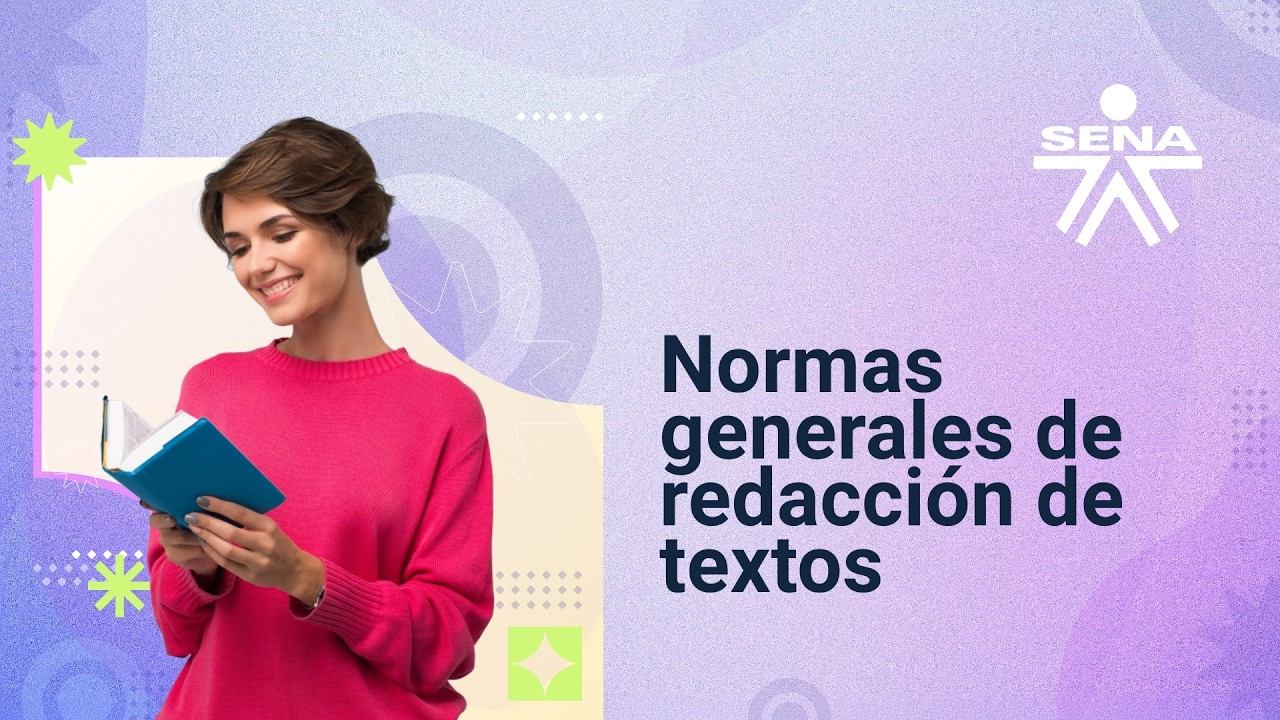 SENA
Normas
generales de
redacción de
textos